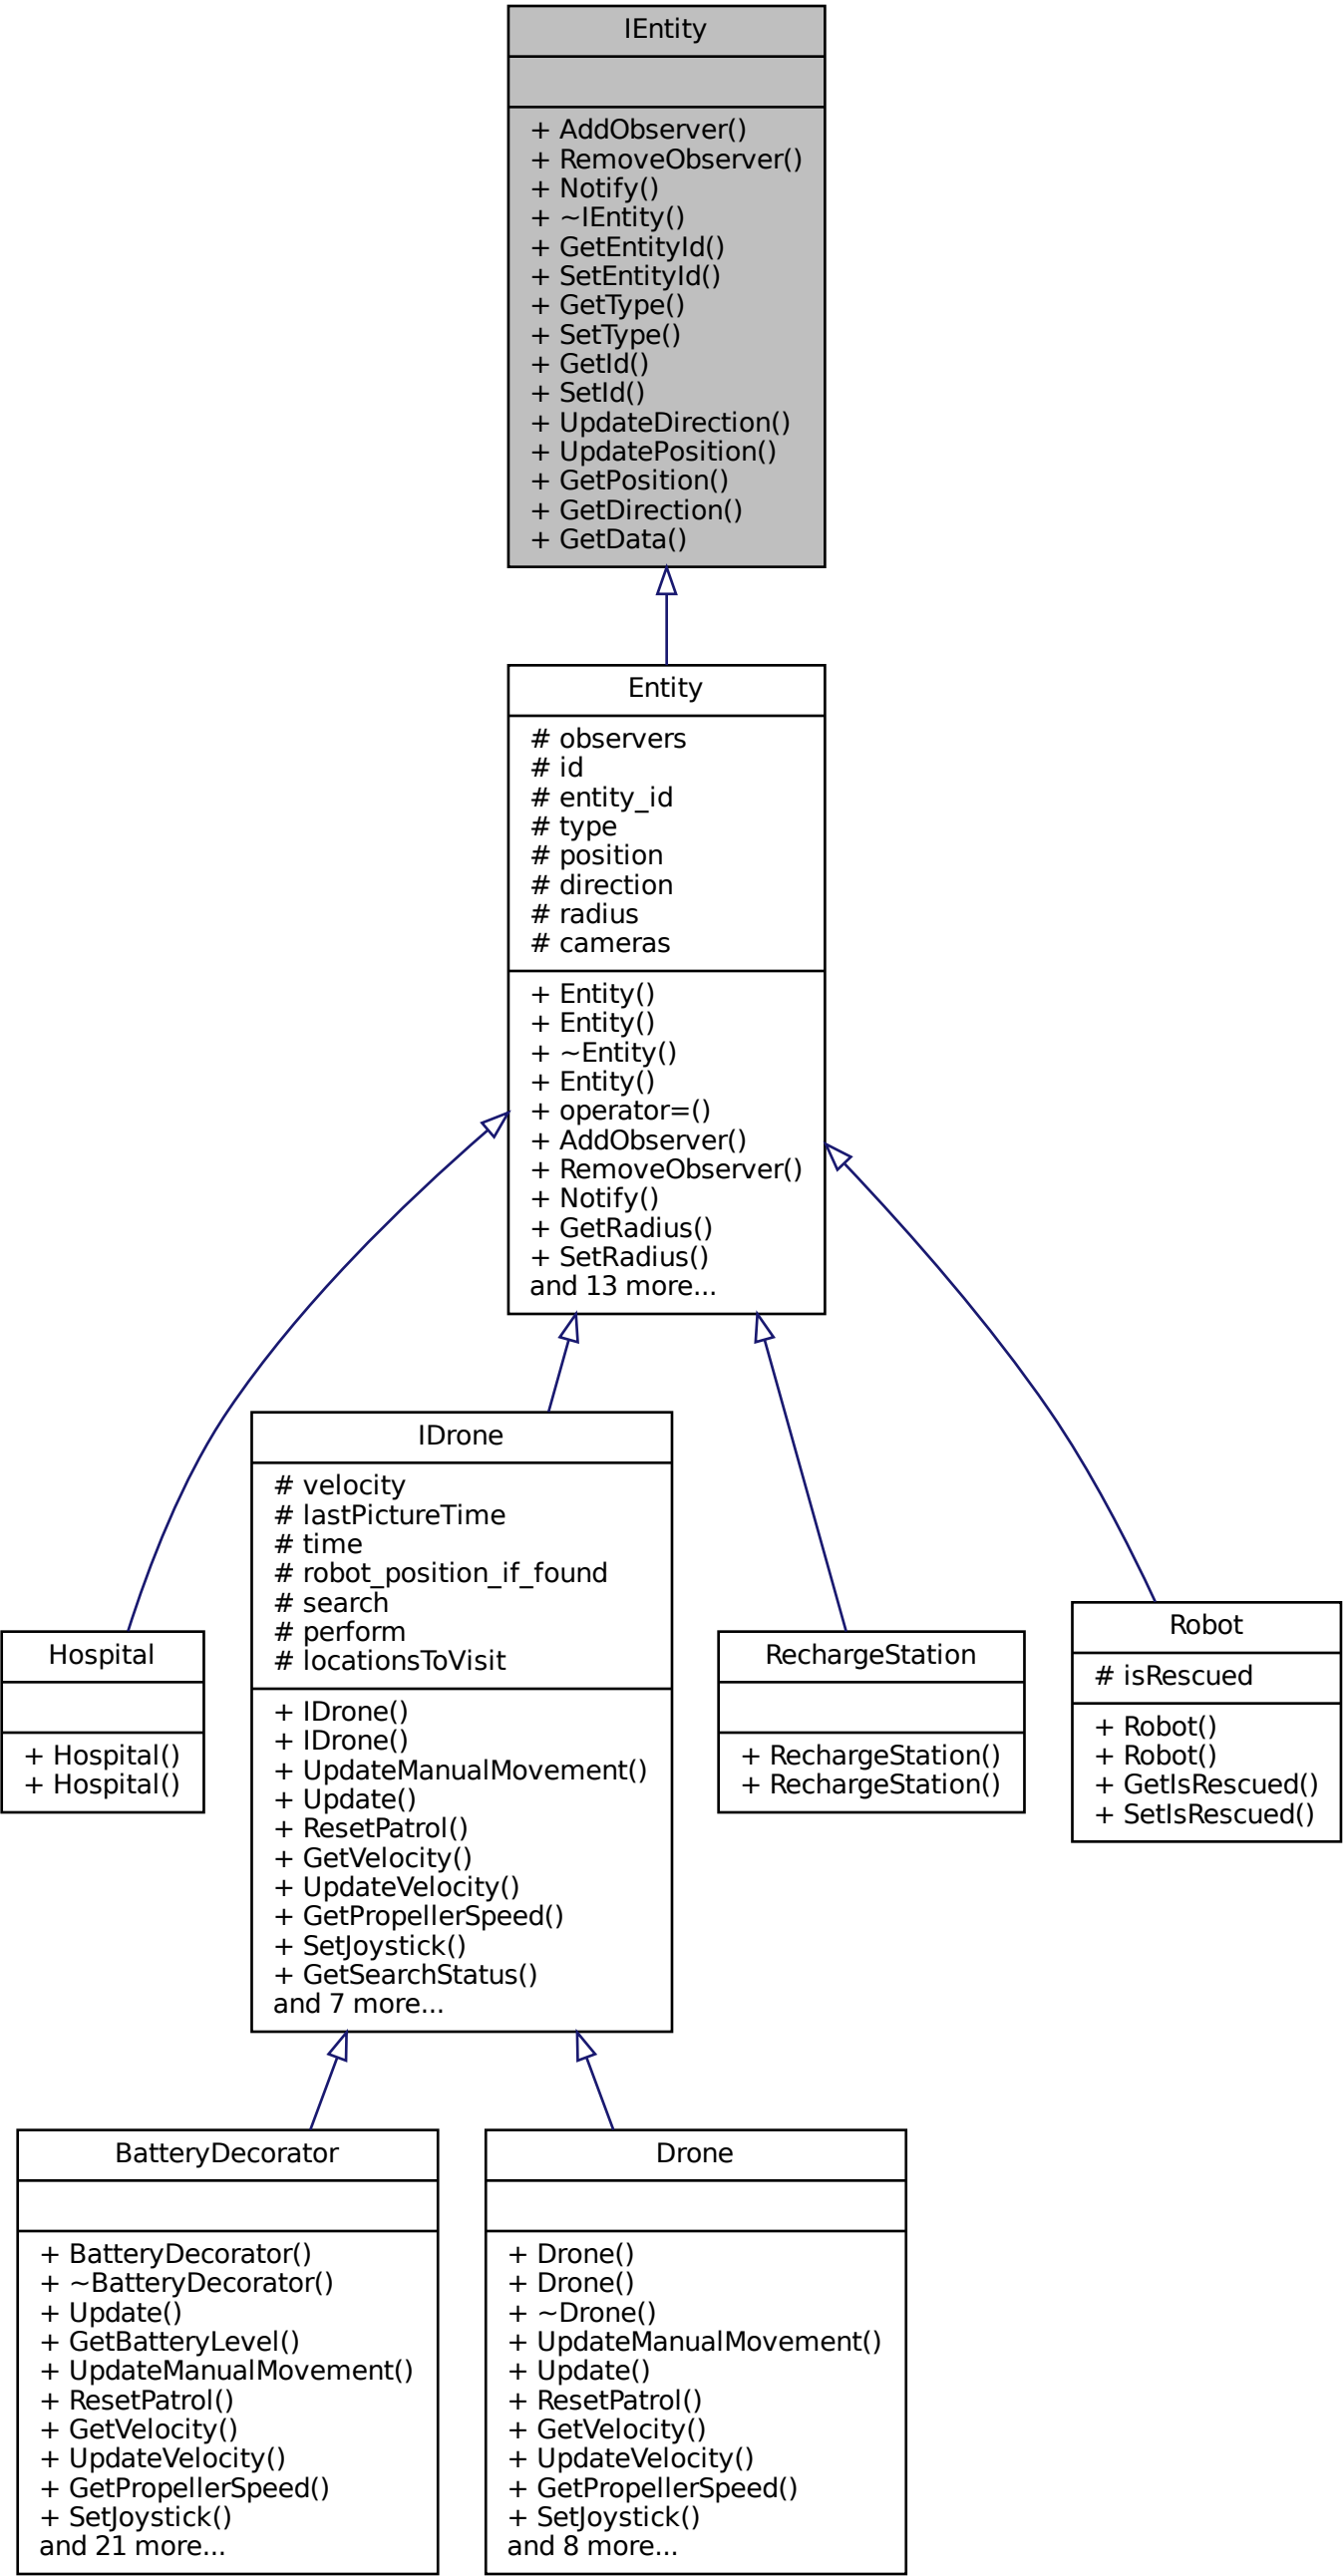 IEntity
+ AddObserver()
+ RemoveObserver()
+ Notify()
+ ~IEntity()
+ GetEntityId()
+ SetEntityId()
+ GetType()
+ SetType()
+ GetId()
+ SetId()
+ UpdateDirection()
+ UpdatePosition()
+ GetPosition()
+ GetDirection()
+ GetData()
Entity
# observers
# id
# entity_id
# type
# position
# direction
# radius
# cameras
+ Entity()
+ Entity()
+ ~Entity()
+ Entity()
+ operator=()
+ AddObserver()
+ RemoveObserver()
+ Notify()
+ GetRadius()
+ SetRadius()
and 13 more...
Hospital
+ Hospital()
+ Hospital()
IDrone
# velocity
# lastPictureTime
# time
# robot_position_if_found
# search
# perform
# locationsToVisit
+ IDrone()
+ IDrone()
+ UpdateManualMovement()
+ Update()
+ ResetPatrol()
+ GetVelocity()
+ UpdateVelocity()
+ GetPropellerSpeed()
+ SetJoystick()
+ GetSearchStatus()
and 7 more...
RechargeStation
+ RechargeStation()
+ RechargeStation()
Robot
# isRescued
+ Robot()
+ Robot()
+ GetIsRescued()
+ SetIsRescued()
BatteryDecorator
+ BatteryDecorator()
+ ~BatteryDecorator()
+ Update()
+ GetBatteryLevel()
+ UpdateManualMovement()
+ ResetPatrol()
+ GetVelocity()
+ UpdateVelocity()
+ GetPropellerSpeed()
+ SetJoystick()
and 21 more...
Drone
+ Drone()
+ Drone()
+ ~Drone()
+ UpdateManualMovement()
+ Update()
+ ResetPatrol()
+ GetVelocity()
+ UpdateVelocity()
+ GetPropellerSpeed()
+ SetJoystick()
and 8 more...